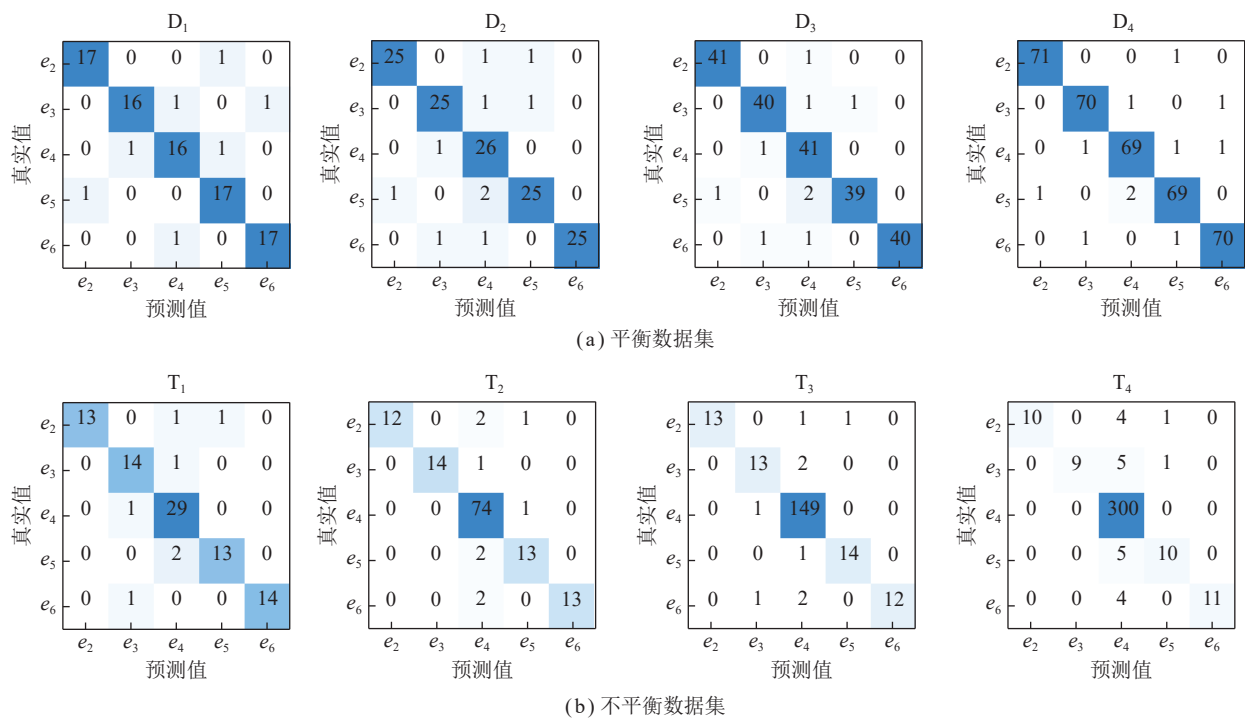 D₁ D₂ D₃ D₄
e₂ 17 0 0 1 0 e₂ 25 0 1 1 0 e₂ 41 0 1 0 0 e₂ 71 0 0 1 0
e₃ 0 16 1 0 1 e₃ 0 25 1 1 0 e₃ 0 40 1 1 0 e₃ 0 70 1 0 1
e₄ 0 1 16 1 0 e₄ 0 1 26 0 0 e₄ 0 1 41 0 0 e₄ 0 1 69 1 1
e₅ 1 0 0 17 0 e₅ 1 0 2 25 0 e₅ 1 0 2 39 0 e₅ 1 0 2 69 0
e₆ 0 0 1 0 17 e₆ 0 1 1 0 25 e₆ 0 1 1 0 40 e₆ 0 1 0 1 70
真实值 真实值 真实值 真实值
e₂ e₃ e₄ e₅ e₆ e₂ e₃ e₄ e₅ e₆ e₂ e₃ e₄ e₅ e₆ e₂ e₃ e₄ e₅ e₆
预测值 预测值 预测值 预测值
(a) 平衡数据集
T₁ T₂ T₃ T₄
e₂ 13 0 1 1 0 e₂ 12 0 2 1 0 e₂ 13 0 1 1 0 e₂ 10 0 4 1 0
e₃ 0 14 1 0 0 e₃ 0 14 1 0 0 e₃ 0 13 2 0 0 e₃ 0 9 5 1 0
e₄ 0 1 29 0 0 e₄ 0 0 74 1 0 e₄ 0 1 149 0 0 e₄ 0 0 300 0 0
e₅ 0 0 2 13 0 e₅ 0 0 2 13 0 e₅ 0 0 1 14 0 e₅ 0 0 5 10 0
e₆ 0 1 0 0 14 e₆ 0 0 2 0 13 e₆ 0 1 2 0 12 e₆ 0 0 4 0 11
真实值 真实值 真实值 真实值
e₂ e₃ e₄ e₅ e₆ e₂ e₃ e₄ e₅ e₆ e₂ e₃ e₄ e₅ e₆ e₂ e₃ e₄ e₅ e₆
预测值 预测值 预测值 预测值
(b) 不平衡数据集